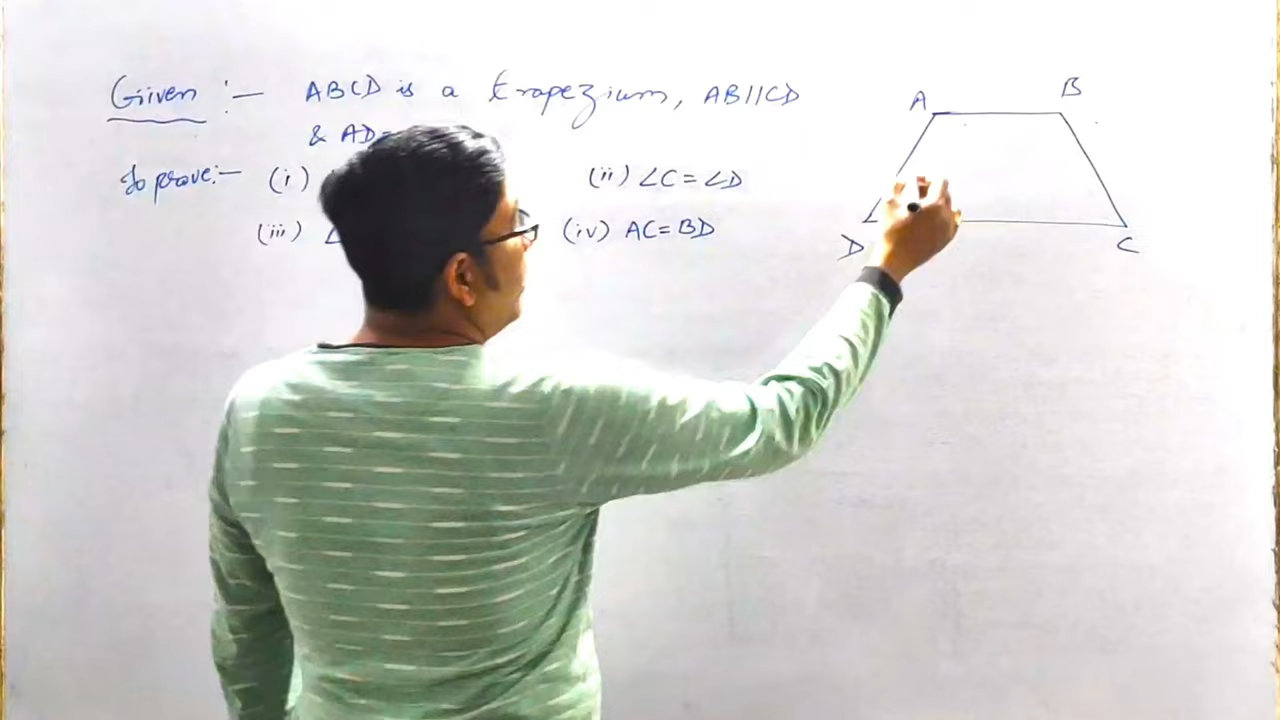 Given :- ABCD is a trapezium, AB||CD
& AD=
To prove:- (i) (ii) ∠C = ∠D
(iii) ∠ (iv) AC = BD
A B
D C